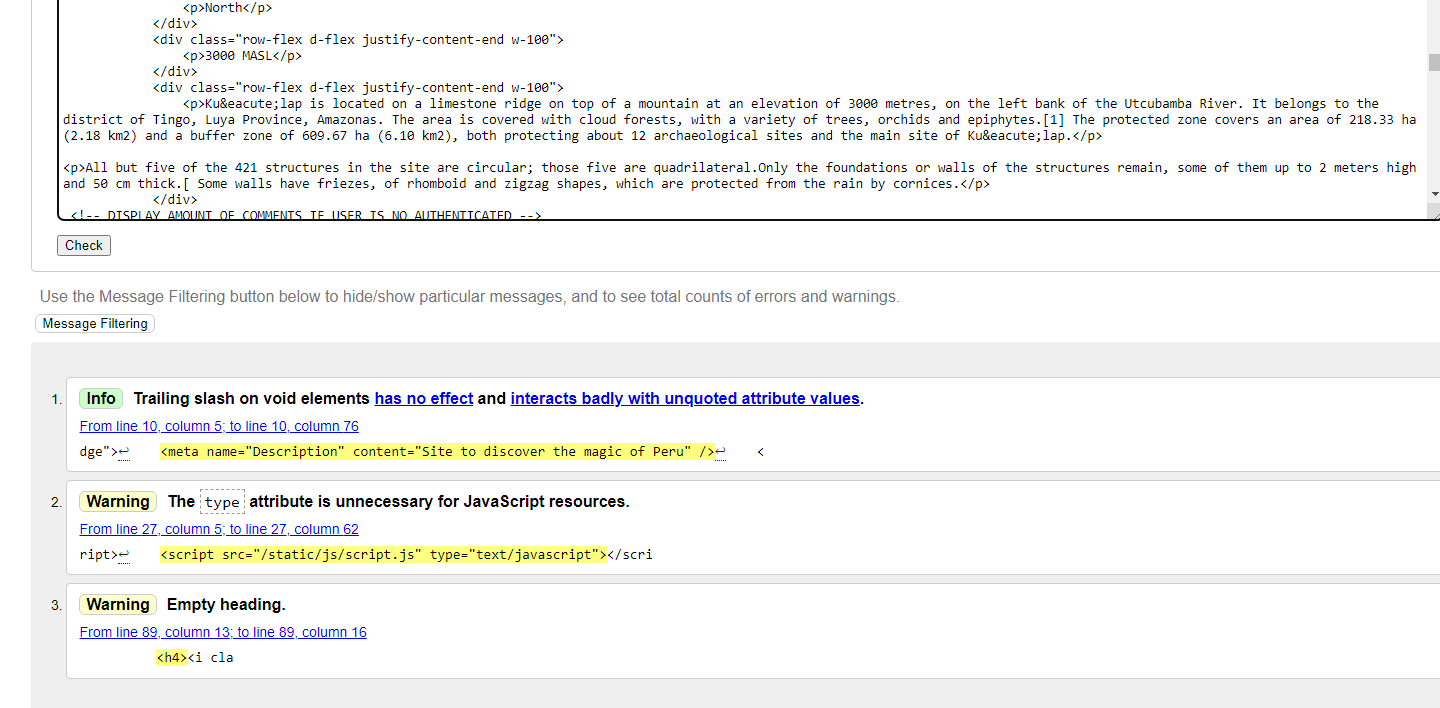 <p>North</p>
</div>
<div class="row-flex d-flex justify-content-end w-100">
<p>3000 MASL</p>
</div>
<div class="row-flex d-flex justify-content-end w-100">
<p>Ku&eacute;lap is located on a limestone ridge on top of a mountain at an elevation of 3000 metres, on the left bank of the Utcubamba River. It belongs to the
district of Tingo, Luya Province, Amazonas. The area is covered with cloud forests, with a variety of trees, orchids and epiphytes.[1] The protected zone covers an area of 218.33 ha
(2.18 km2) and a buffer zone of 609.67 ha (6.10 km2), both protecting about 12 archaeological sites and the main site of Ku&eacute;lap.</p>
<p>All but five of the 421 structures in the site are circular; those five are quadrilateral.Only the foundations or walls of the structures remain, some of them up to 2 meters high
and 50 cm thick.[ Some walls have friezes, of rhomboid and zigzag shapes, which are protected from the rain by cornices.</p>
</div>
<!-- DISPLAY AMOUNT OF COMMENTS IF USER IS NO AUTHENTICATED -->
Check
Use the Message Filtering button below to hide/show particular messages, and to see total counts of errors and warnings.
Message Filtering
1. Info Trailing slash on void elements has no effect and interacts badly with unquoted attribute values.
From line 10, column 5; to line 10, column 76
dge">↩ <meta name="Description" content="Site to discover the magic of Peru" />↩ <
2. Warning The type attribute is unnecessary for JavaScript resources.
From line 27, column 5; to line 27, column 62
ript>↩ <script src="/static/js/script.js" type="text/javascript"></scri
3. Warning Empty heading.
From line 89, column 13; to line 89, column 16
<h4><i cla